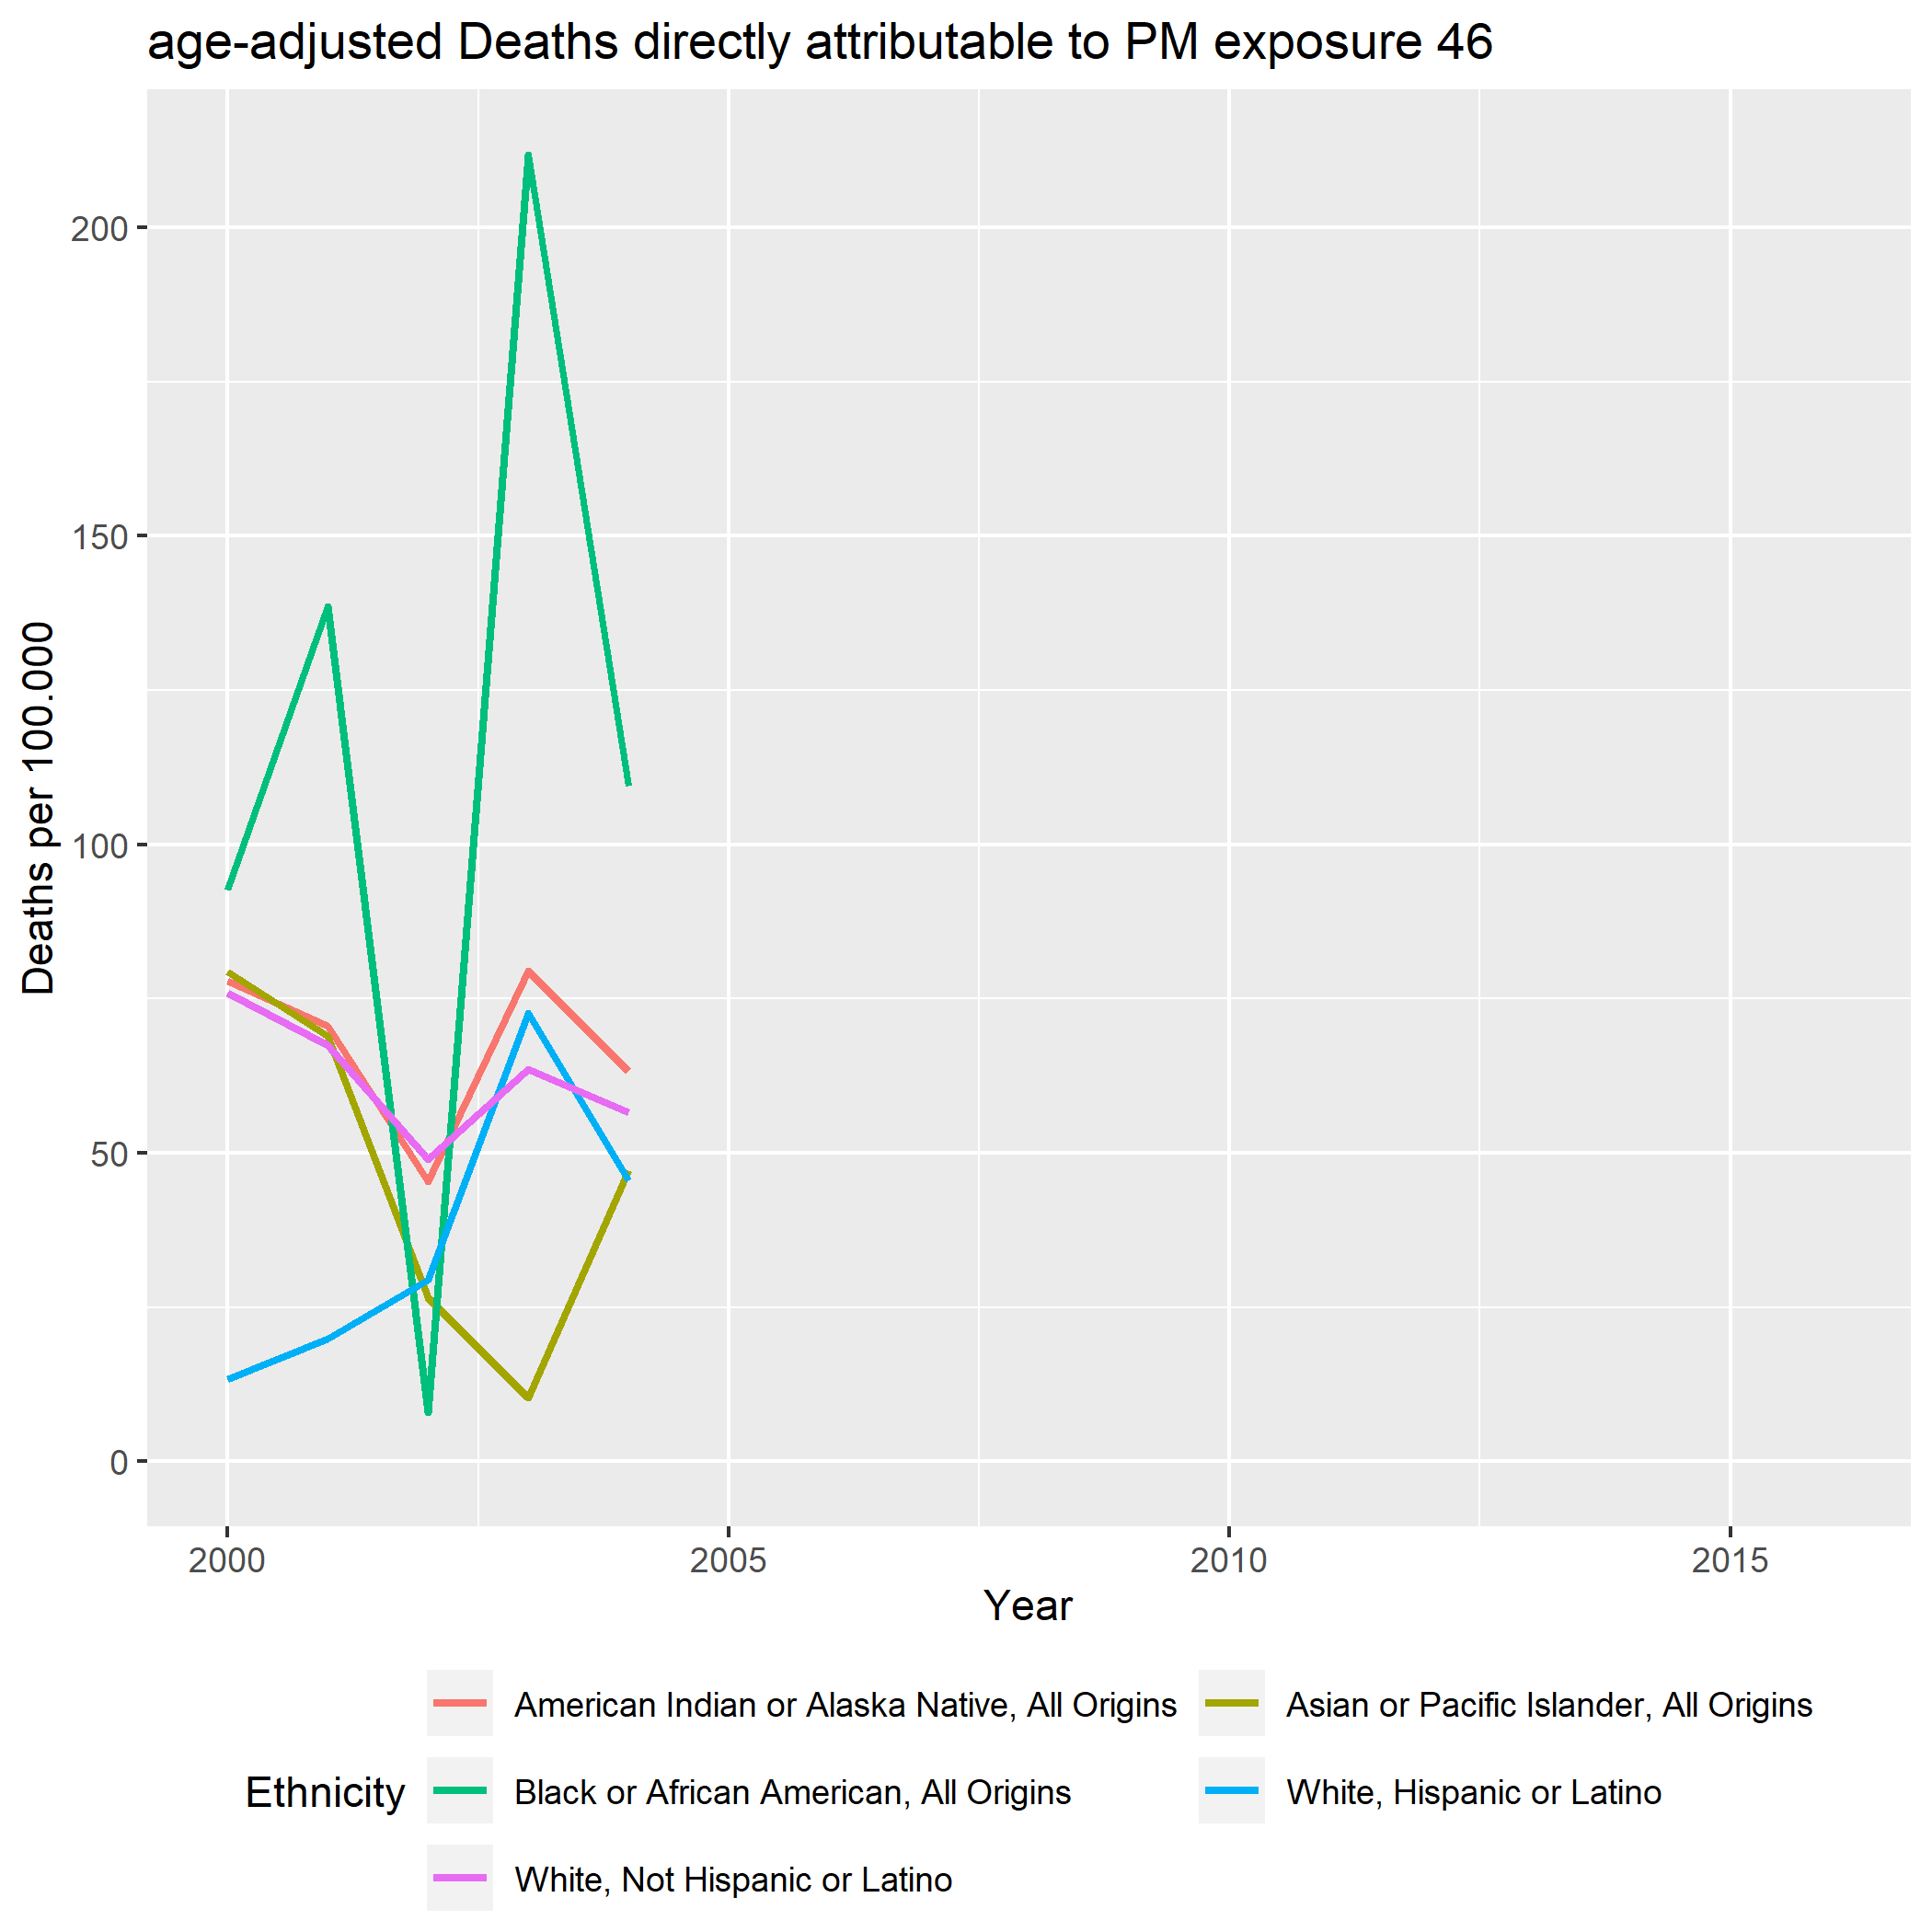 age-adjusted Deaths directly attributable to PM exposure 46
Deaths per 100.000
200
150
100
50
0
2000
2005
2010
2015
Year
Ethnicity
American Indian or Alaska Native, All Origins
Asian or Pacific Islander, All Origins
Black or African American, All Origins
White, Hispanic or Latino
White, Not Hispanic or Latino